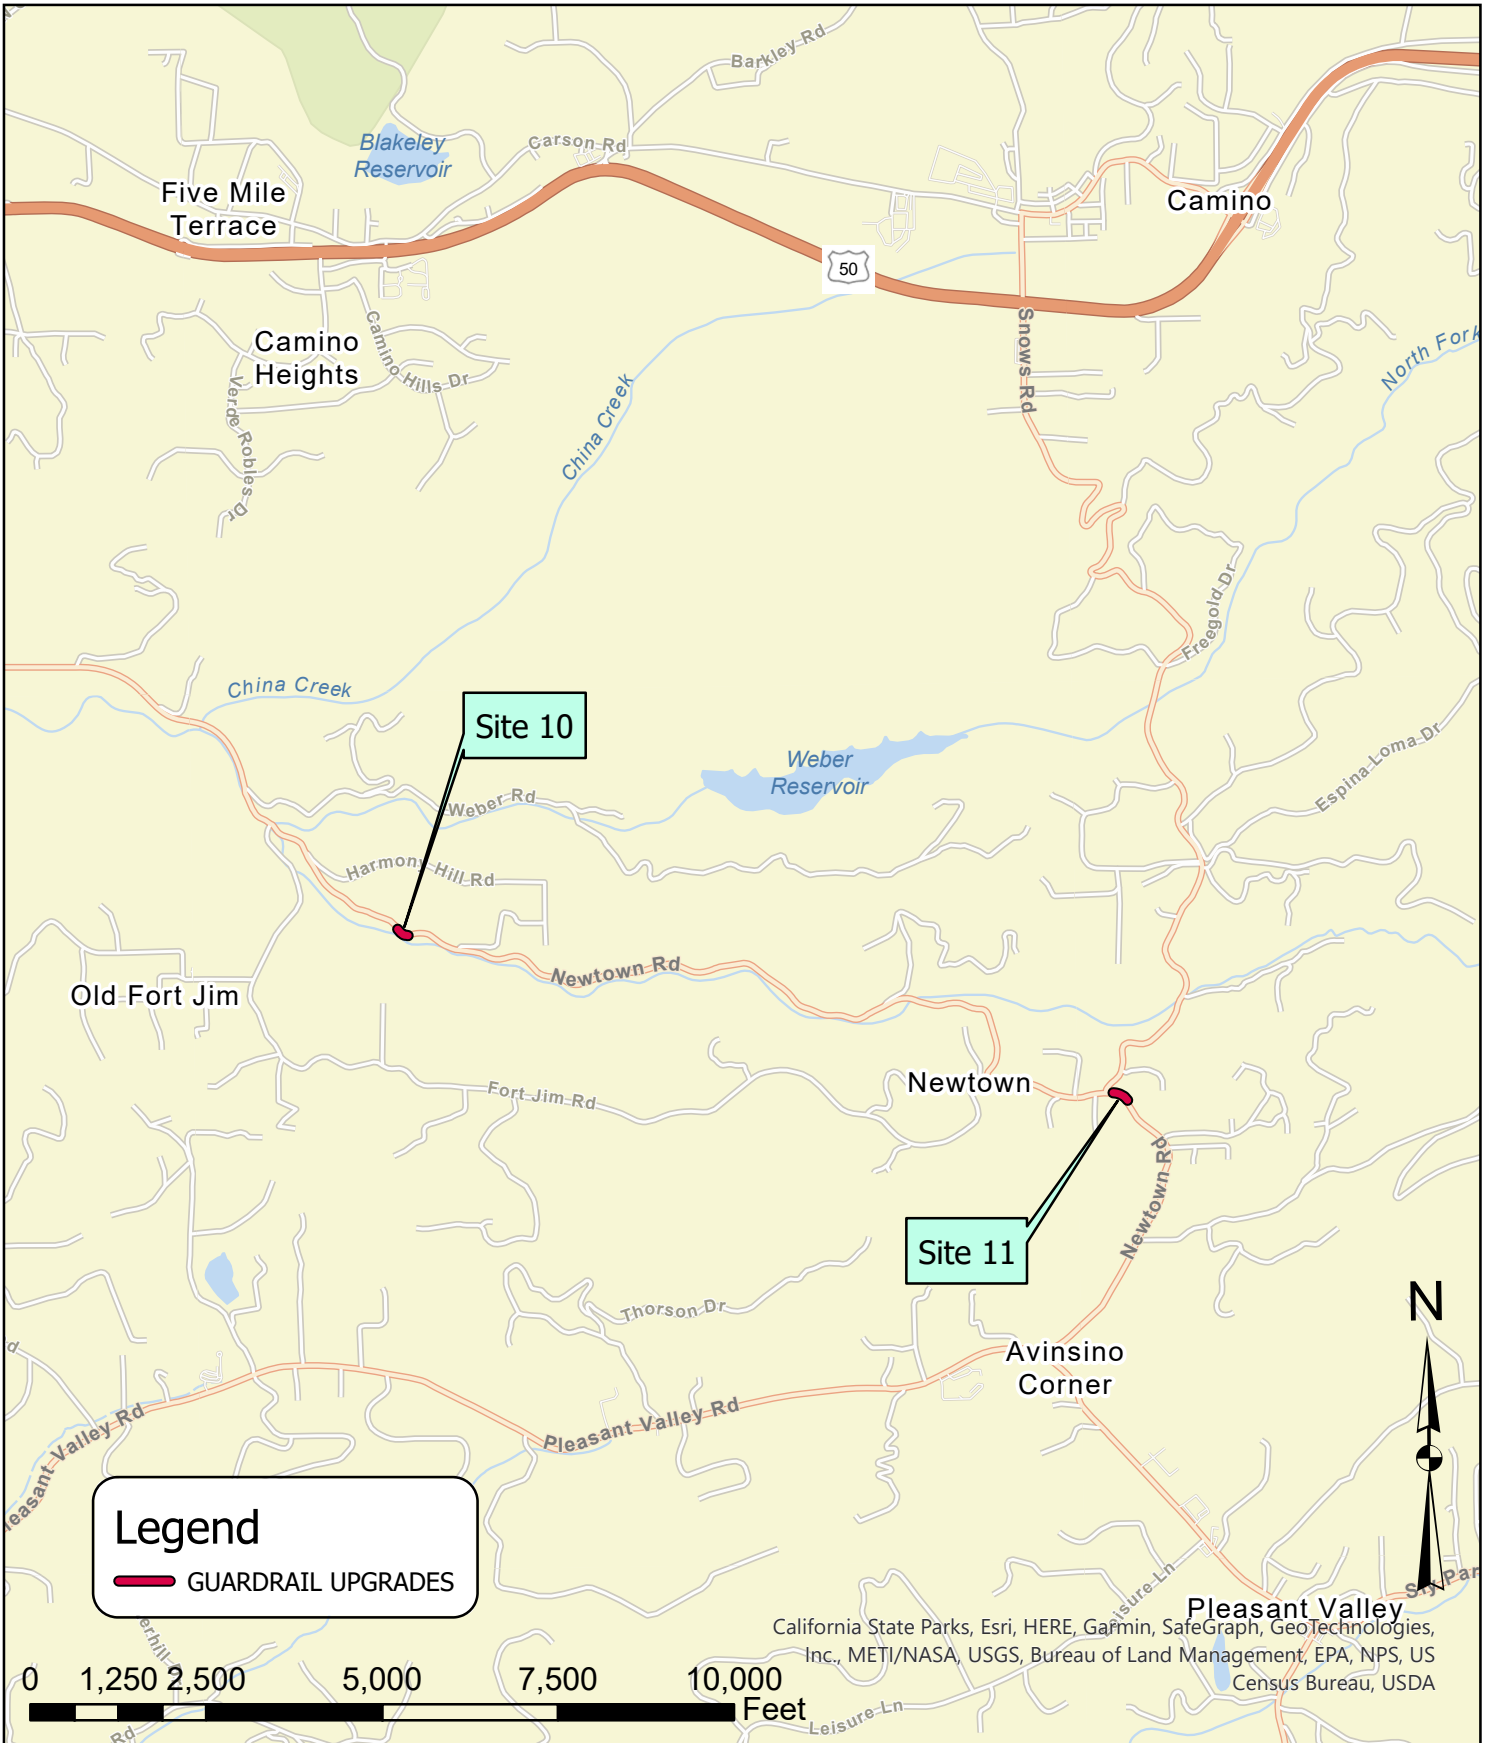 Barkley Rd
Carson Rd
Blakeley
Reservoir
Five Mile
Terrace
Camino
50
Camino
Heights
Camino Hills Dr
Snows Rd
North Fork
Verde Robles Dr
China Creek
Freegold Dr
China Creek
Site 10
Weber
Reservoir
Espina Loma Dr
Weber Rd
Harmony Hill Rd
Newtown Rd
Old Fort Jim
Newtown
Fort Jim Rd
Newtown Rd
Site 11
Thorson Dr
N
Avinsino
Corner
Pleasant Valley Rd
leasant Valley Rd
Legend
GUARDRAIL UPGRADES
Sly Par
Leisure Ln
Pleasant Valley
California State Parks, Esri, HERE, Garmin, SafeGraph, GeoTechnologies,
Inc., METI/NASA, USGS, Bureau of Land Management, EPA, NPS, US
Census Bureau, USDA
0 1,250 2,500 5,000 7,500 10,000
Feet
Leisure Ln
Rd